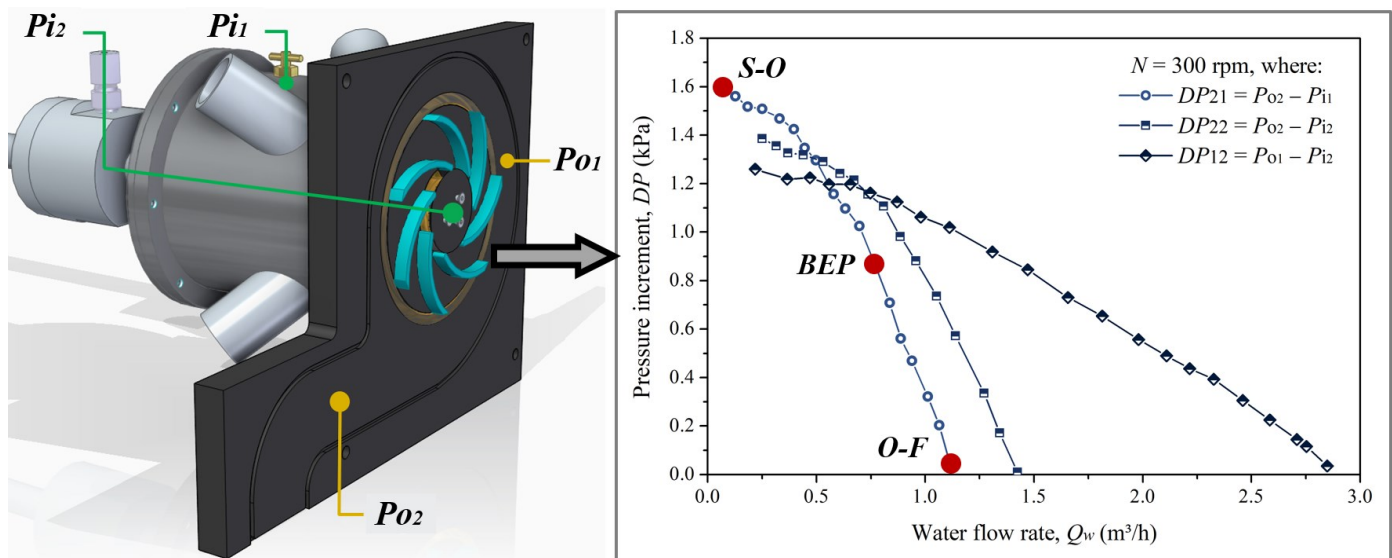 Pi₂
Pi₁
Po₁
Po₂
1.8
1.6
1.4
1.2
1.0
0.8
0.6
0.4
0.2
0.0
Pressure increment, DP (kPa)
S-O
BEP
O-F
N = 300 rpm, where:
DP21 = Po₂ – Pi₁
DP22 = Po₂ – Pi₂
DP12 = Po₁ – Pi₂
0.0 0.5 1.0 1.5 2.0 2.5 3.0
Water flow rate, Qw (m³/h)